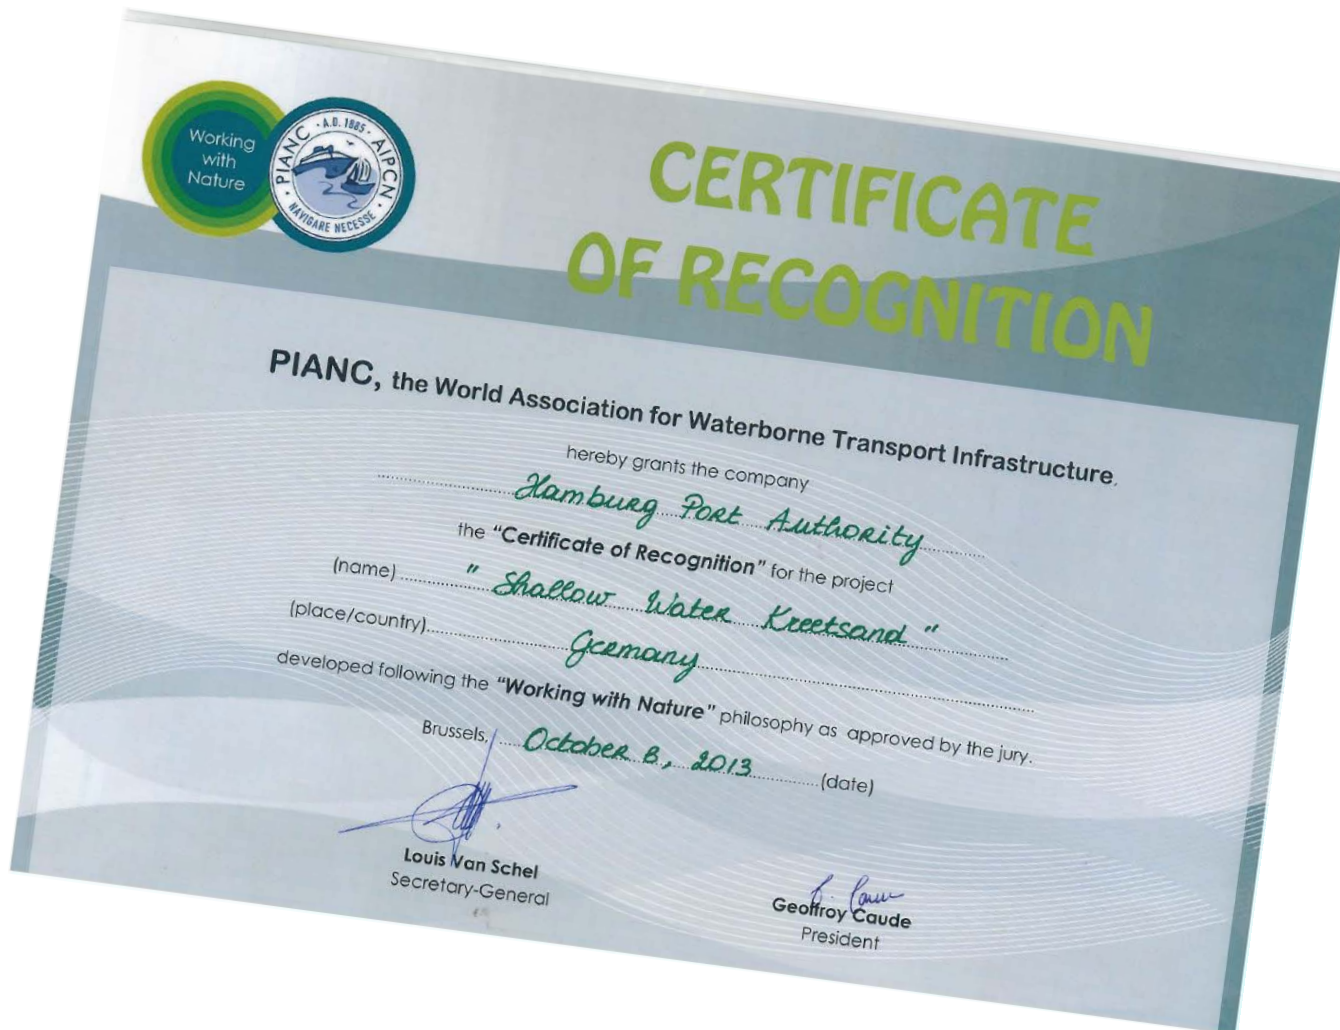 Working
with
Nature
PIANC · A.D. 1885 · AIPCN ·
NAVIGARE NECESSE
CERTIFICATE
OF RECOGNITION
PIANC, the World Association for Waterborne Transport Infrastructure.
hereby grants the company
Hamburg Port Authority
the "Certificate of Recognition" for the project
(name) " Shallow Water Kreetsand "
(place/country) Germany
developed following the "Working with Nature" philosophy as approved by the jury.
Brussels, October 8, 2013 (date)
Louis Van Schel
Secretary-General
Geoffroy Caude
President